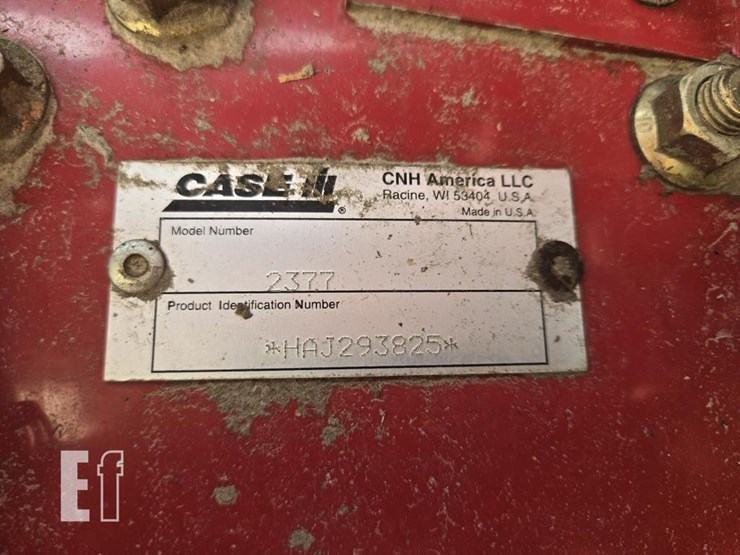 CASE IH®
CNH America LLC
Racine, WI 53404 U.S.A.
Made in U.S.A.
Model Number
2377
Product Identification Number
*HAJ293825*
Ef